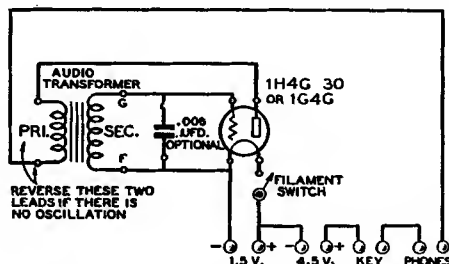 AUDIO
TRANSFORMER
1H4G 30
OR 1G4G
G
PRI.
SEC.
.006
.UFD.
OPTIONAL
F
REVERSE THESE TWO
LEADS IF THERE IS
NO OSCILLATION
FILAMENT
SWITCH
- + - + 
1.5 V. 4.5 V. KEY PHONES